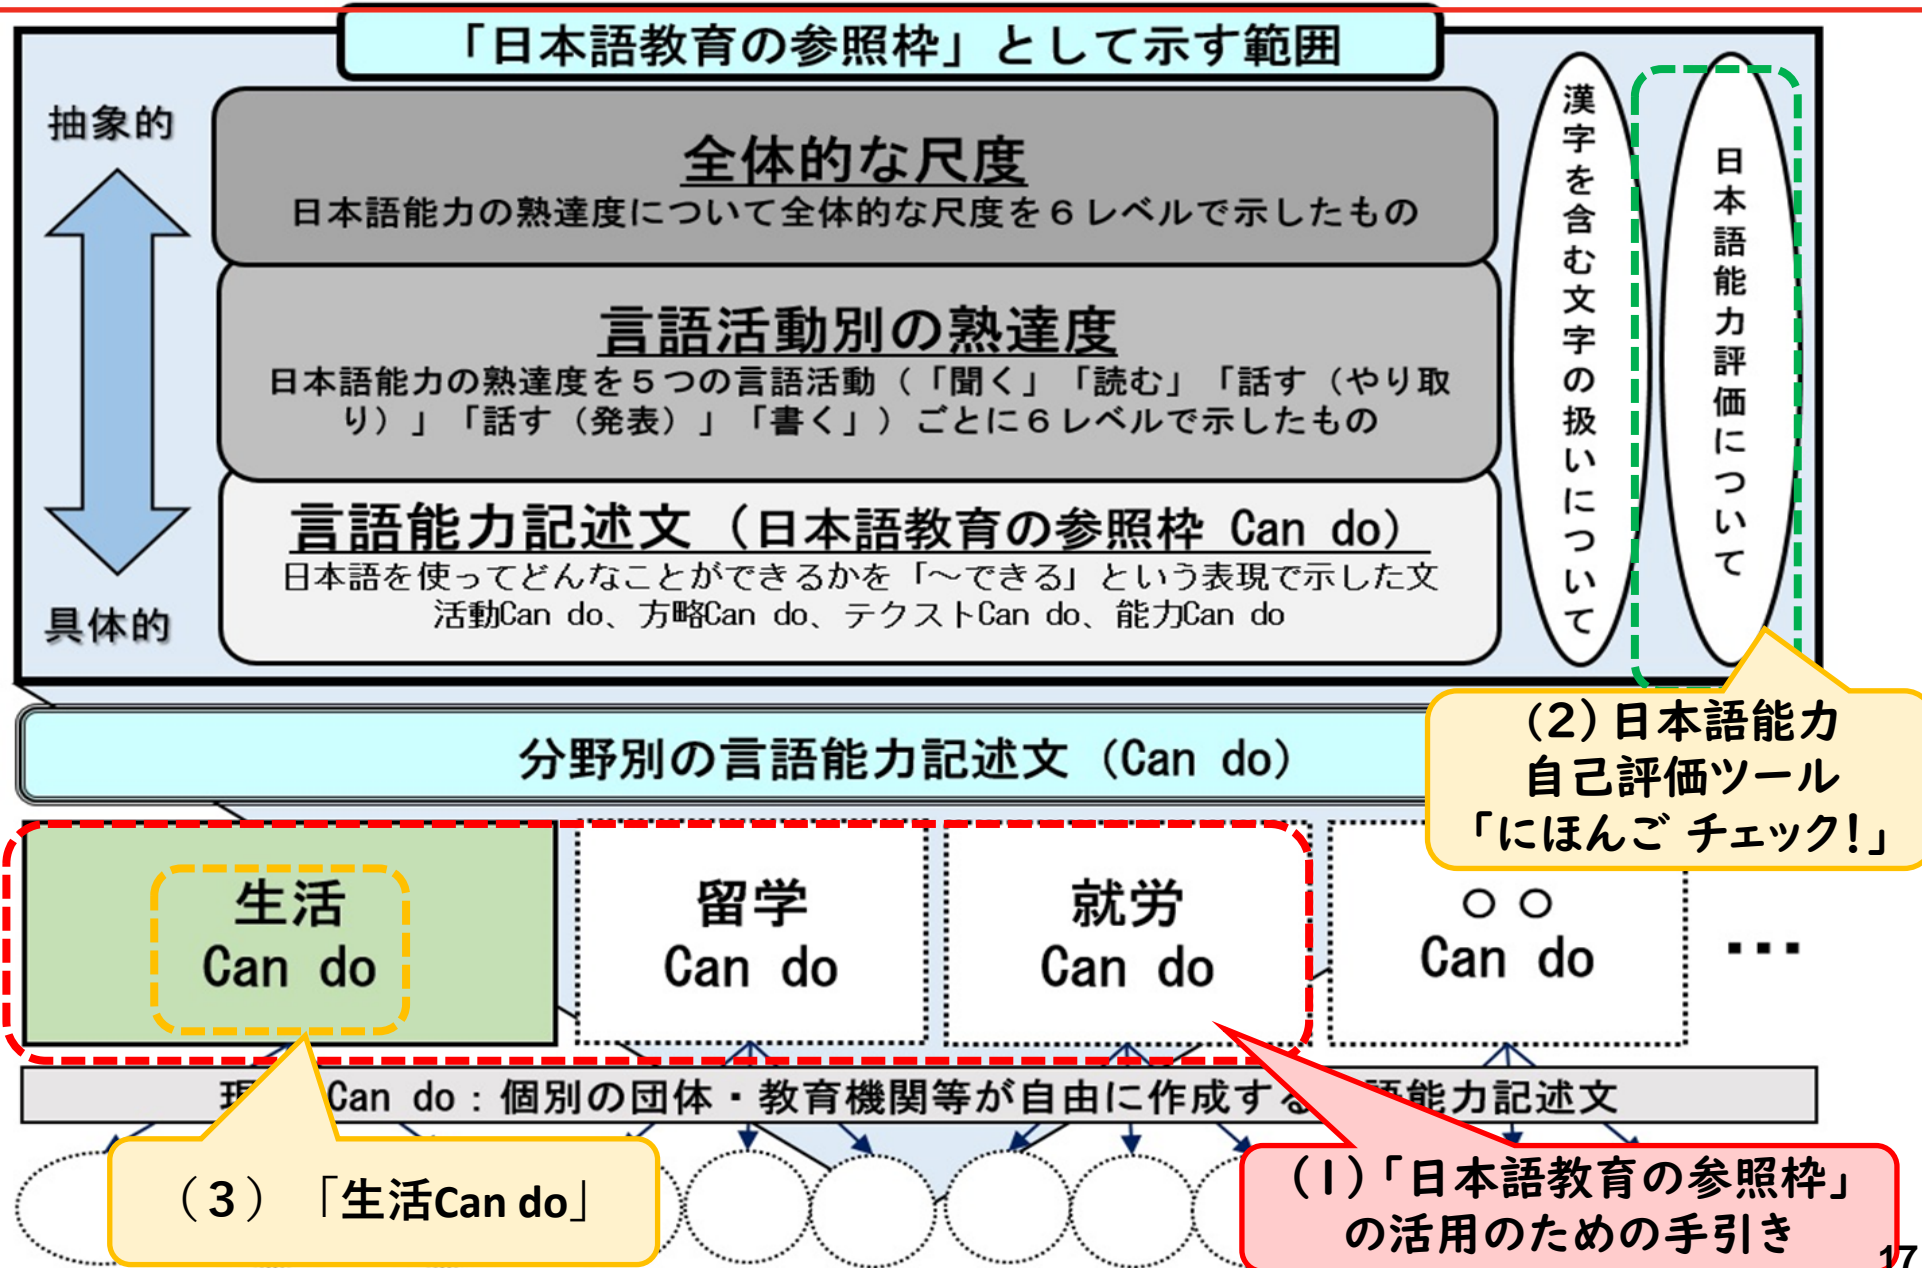 「日本語教育の参照枠」として示す範囲
抽象的
具体的
全体的な尺度
日本語能力の熟達度について全体的な尺度を６レベルで示したもの
言語活動別の熟達度
日本語能力の熟達度を５つの言語活動（「聞く」「読む」「話す（やり取
り）」「話す（発表）」「書く」）ごとに６レベルで示したもの
言語能力記述文（日本語教育の参照枠 Can do）
日本語を使ってどんなことができるかを「～できる」という表現で示した文
活動Can do、方略Can do、テクストCan do、能力Can do
漢字を含む文字の扱いについて
日本語能力評価について
(2)日本語能力
自己評価ツール
「にほんご チェック！」
分野別の言語能力記述文（Can do）
生活
Can do
留学
Can do
就労
Can do
○○
Can do
…
Can do：個別の団体・教育機関等が自由に作成する 語能力記述文
（３）「生活Can do」
(1)「日本語教育の参照枠」
の活用のための手引き
17